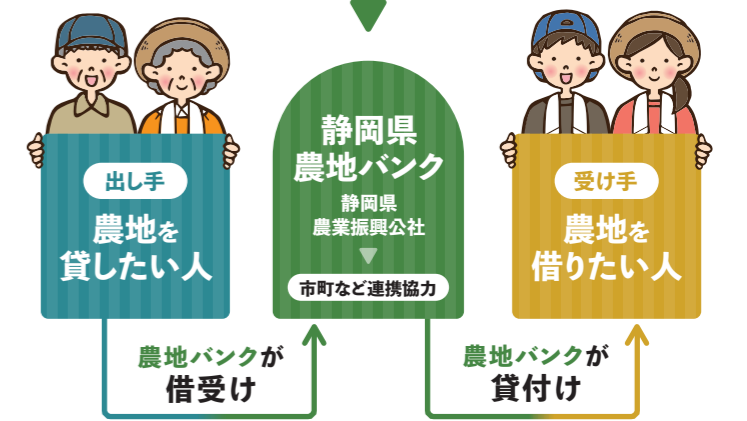 出し手
農地を
貸したい人
静岡県
農地バンク
静岡県
農業振興公社
市町など連携協力
受け手
農地を
借りたい人
農地バンクが
借受け
農地バンクが
貸付け